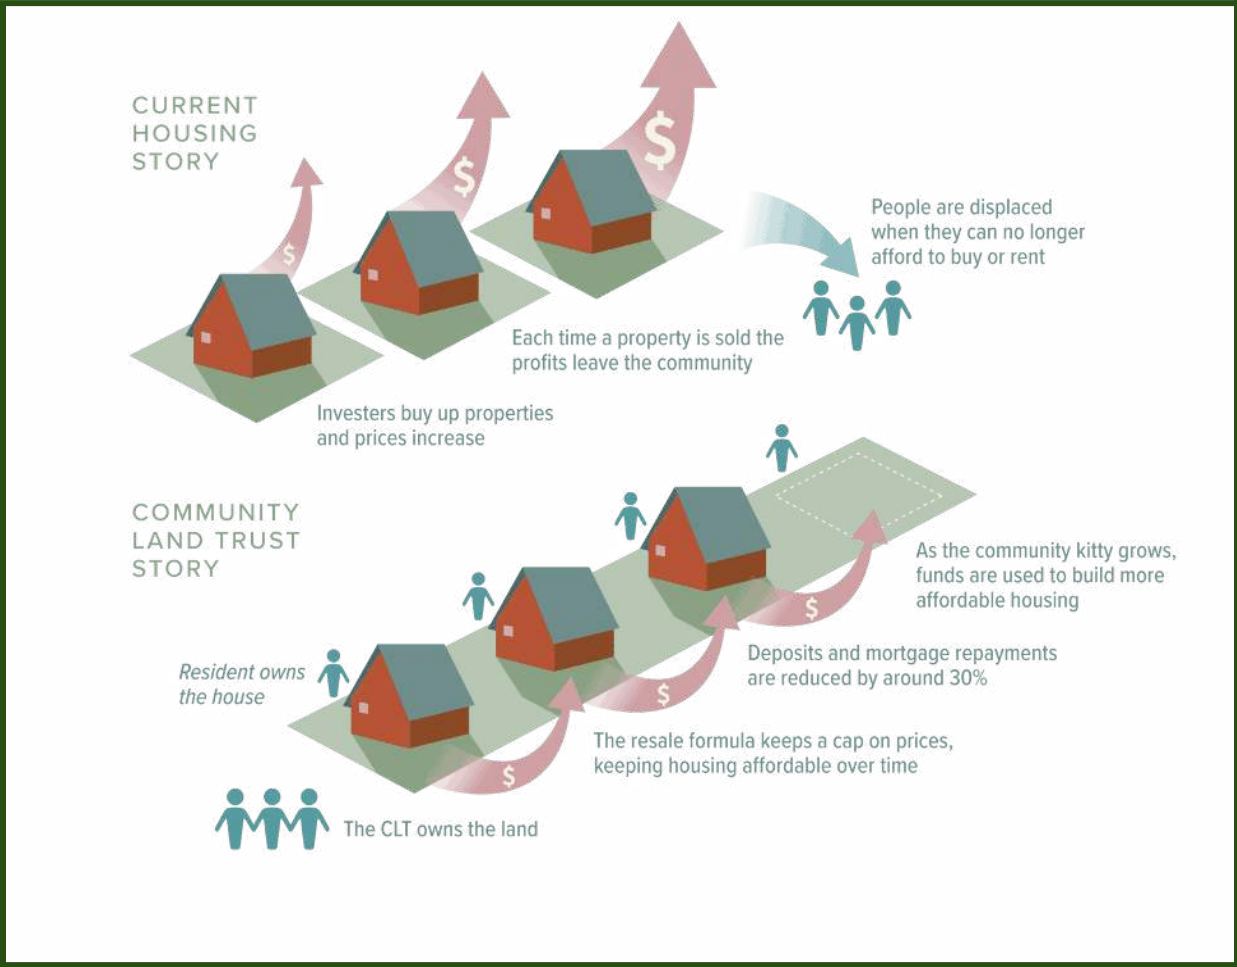 CURRENT
HOUSING
STORY
$
$
$
People are displaced
when they can no longer
afford to buy or rent
Each time a property is sold the
profits leave the community
Investers buy up properties
and prices increase
COMMUNITY
LAND TRUST
STORY
As the community kitty grows,
funds are used to build more
affordable housing
$
Deposits and mortgage repayments
are reduced by around 30%
$
Resident owns
the house
The resale formula keeps a cap on prices,
keeping housing affordable over time
$
The CLT owns the land